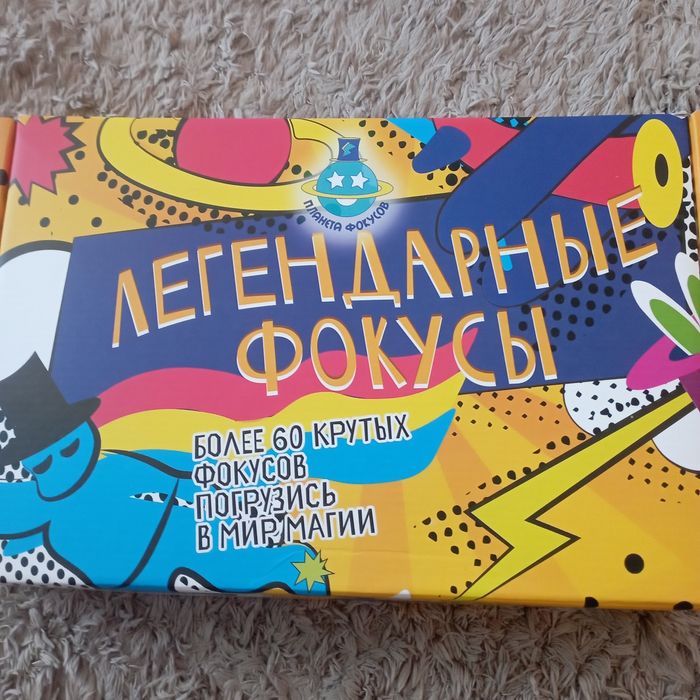 ПЛАНЕТА ФОКУСОВ
ЛЕГЕНДАРНЫЕ
ФОКУСЫ
БОЛЕЕ 60 КРУТЫХ
ФОКУСОВ
ПОГРУЗИСЬ
В МИР МАГИИ